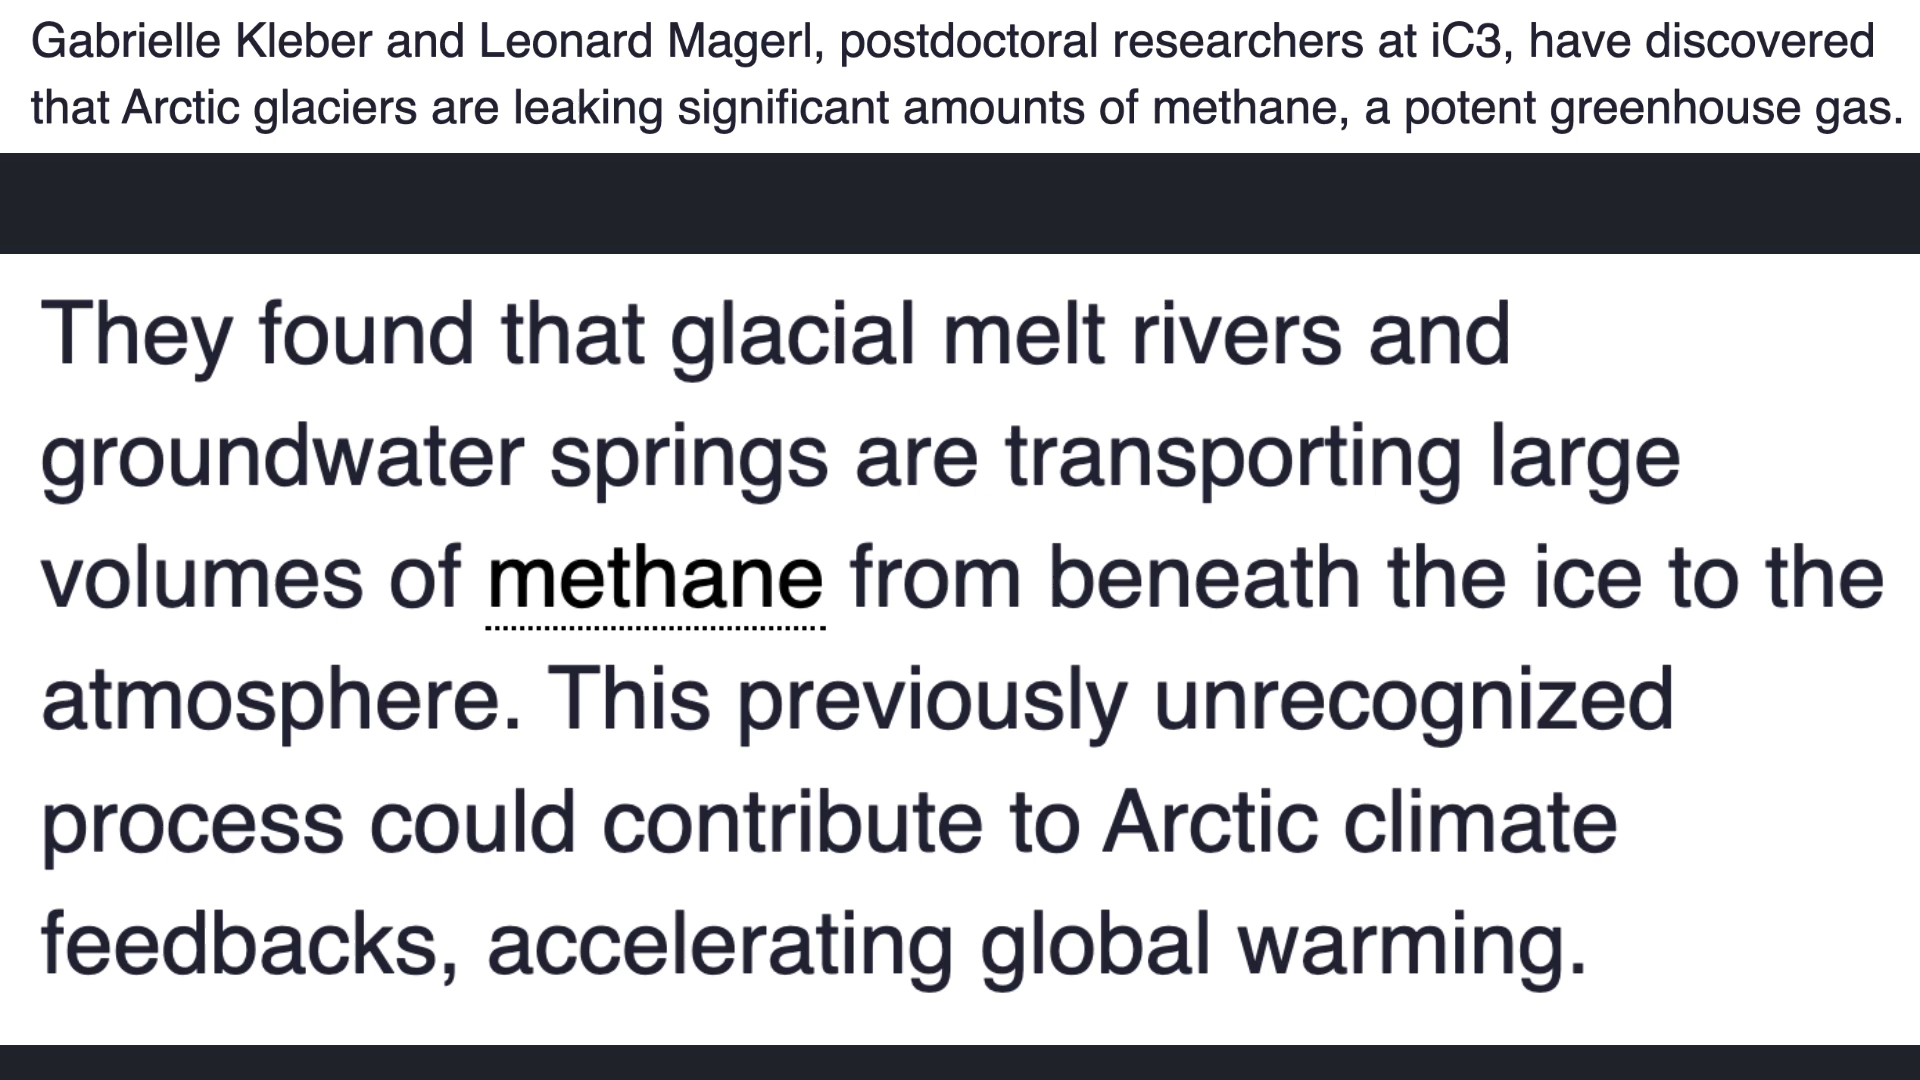 Gabrielle Kleber and Leonard Magerl, postdoctoral researchers at iC3, have discovered
that Arctic glaciers are leaking significant amounts of methane, a potent greenhouse gas.
They found that glacial melt rivers and
groundwater springs are transporting large
volumes of methane from beneath the ice to the
atmosphere. This previously unrecognized
process could contribute to Arctic climate
feedbacks, accelerating global warming.